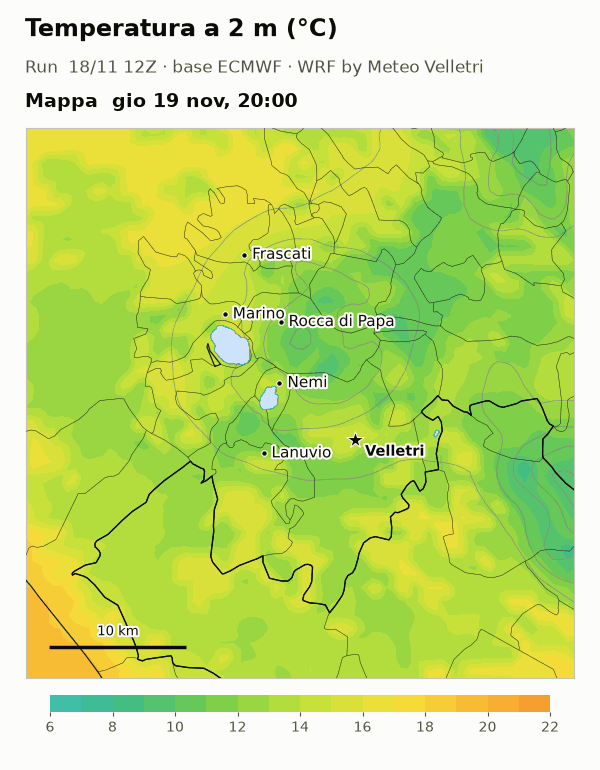 Temperatura a 2 m (°C)
Run  18/11 12Z · base ECMWF · WRF by Meteo Velletri
Mappa  gio 19 nov, 20:00
Frascati
Marino
Rocca di Papa
Nemi
Velletri
Lanuvio
10 km
6 8 10 12 14 16 18 20 22